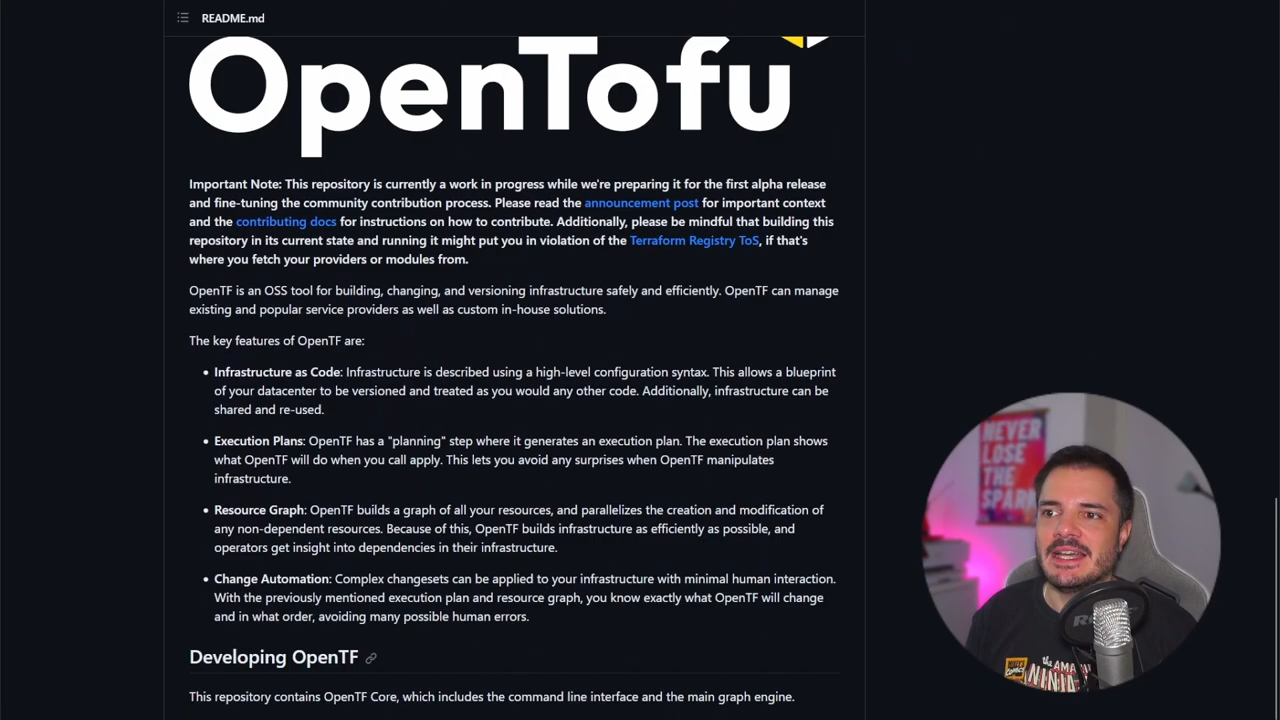 README.md
OpenTofu
Important Note: This repository is currently a work in progress while we're preparing it for the first alpha release
and fine-tuning the community contribution process. Please read the announcement post for important context
and the contributing docs for instructions on how to contribute. Additionally, please be mindful that building this
repository in its current state and running it might put you in violation of the Terraform Registry ToS, if that's
where you fetch your providers or modules from.
OpenTF is an OSS tool for building, changing, and versioning infrastructure safely and efficiently. OpenTF can manage
existing and popular service providers as well as custom in-house solutions.
The key features of OpenTF are:
• Infrastructure as Code: Infrastructure is described using a high-level configuration syntax. This allows a blueprint
of your datacenter to be versioned and treated as you would any other code. Additionally, infrastructure can be
shared and re-used.
• Execution Plans: OpenTF has a "planning" step where it generates an execution plan. The execution plan shows
what OpenTF will do when you call apply. This lets you avoid any surprises when OpenTF manipulates
infrastructure.
• Resource Graph: OpenTF builds a graph of all your resources, and parallelizes the creation and modification of
any non-dependent resources. Because of this, OpenTF builds infrastructure as efficiently as possible, and
operators get insight into dependencies in their infrastructure.
• Change Automation: Complex changesets can be applied to your infrastructure with minimal human interaction.
With the previously mentioned execution plan and resource graph, you know exactly what OpenTF will change
and in what order, avoiding many possible human errors.
Developing OpenTF
This repository contains OpenTF Core, which includes the command line interface and the main graph engine.
NEVER
LOSE
THE
SPARK
the AMA
NINJA